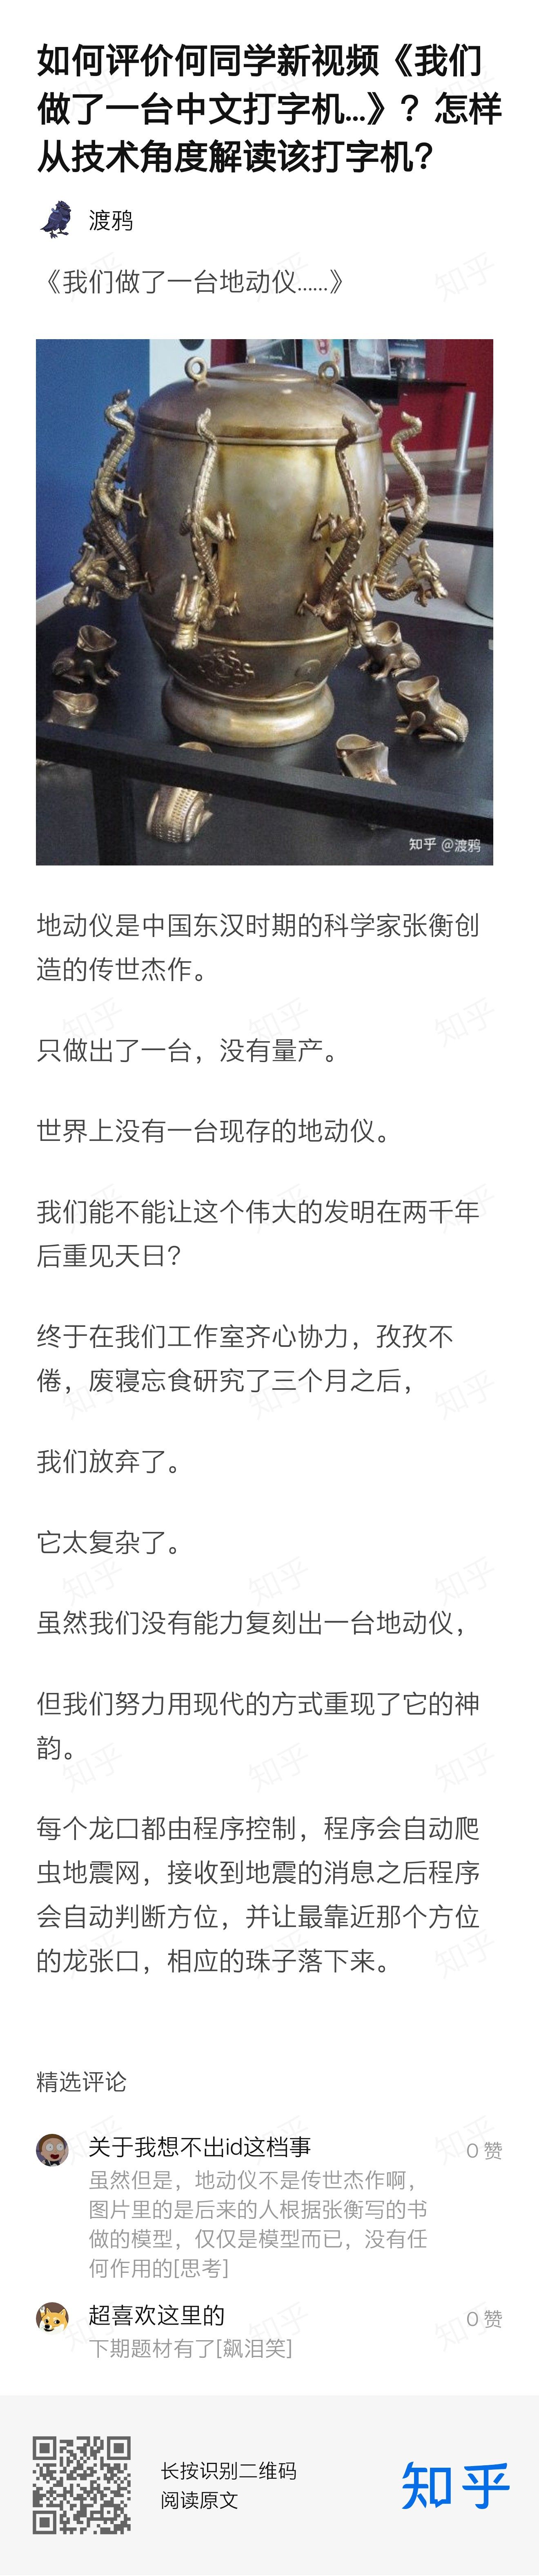 如何评价何同学新视频《我们
做了一台中文打字机...》？怎样
从技术角度解读该打字机？
渡鸦
《我们做了一台地动仪……》
知乎 @渡鸦
地动仪是中国东汉时期的科学家张衡创
造的传世杰作。
只做出了一台，没有量产。
世界上没有一台现存的地动仪。
我们能不能让这个伟大的发明在两千年
后重见天日？
终于在我们工作室齐心协力，孜孜不
倦，废寝忘食研究了三个月之后，
我们放弃了。
它太复杂了。
虽然我们没有能力复刻出一台地动仪，
但我们努力用现代的方式重现了它的神
韵。
每个龙口都由程序控制，程序会自动爬
虫地震网，接收到地震的消息之后程序
会自动判断方位，并让最靠近那个方位
的龙张口，相应的珠子落下来。
精选评论
关于我想不出id这档事
0 赞
虽然但是，地动仪不是传世杰作啊，
图片里的是后来的人根据张衡写的书
做的模型，仅仅是模型而已，没有任
何作用的[思考]
超喜欢这里的
0 赞
下期题材有了[飙泪笑]
长按识别二维码
阅读原文
知乎